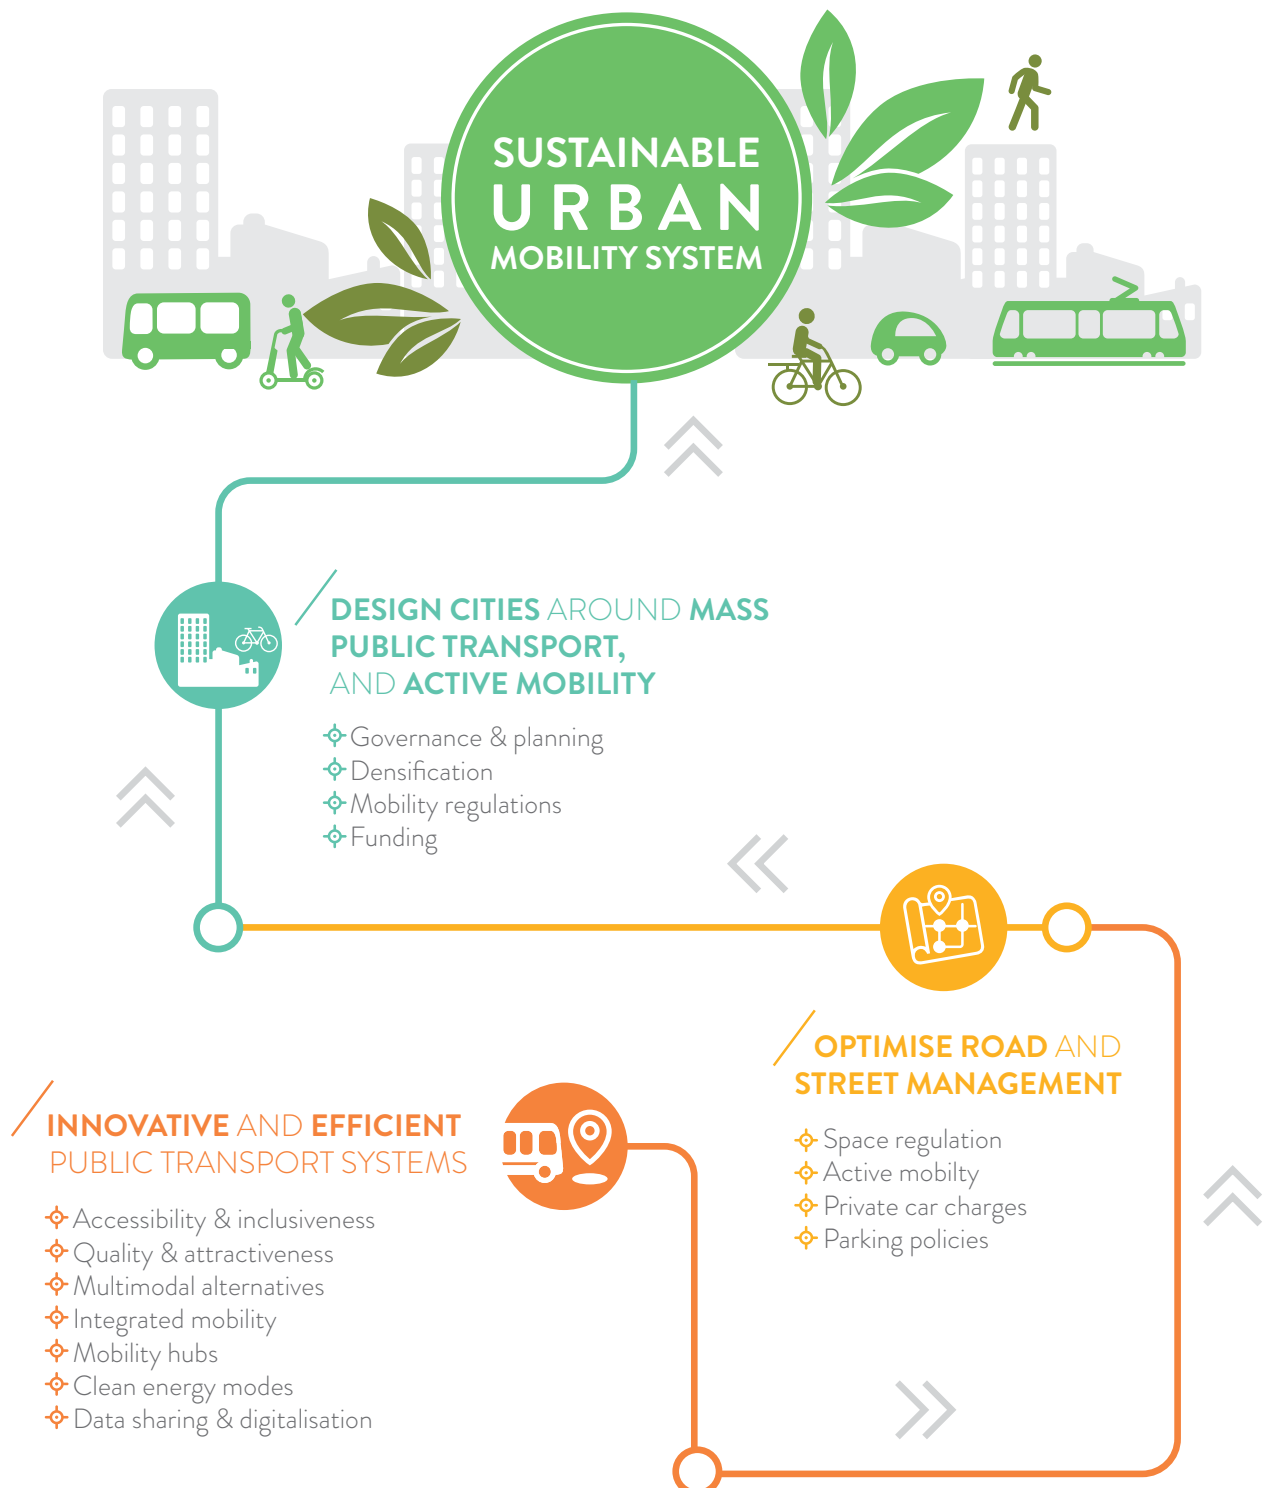 SUSTAINABLE
URBAN
MOBILITY SYSTEM
DESIGN CITIES AROUND MASS
PUBLIC TRANSPORT,
AND ACTIVE MOBILITY
Governance & planning
Densification
Mobility regulations
Funding
OPTIMISE ROAD AND
STREET MANAGEMENT
Space regulation
Active mobilty
Private car charges
Parking policies
INNOVATIVE AND EFFICIENT
PUBLIC TRANSPORT SYSTEMS
Accessibility & inclusiveness
Quality & attractiveness
Multimodal alternatives
Integrated mobility
Mobility hubs
Clean energy modes
Data sharing & digitalisation